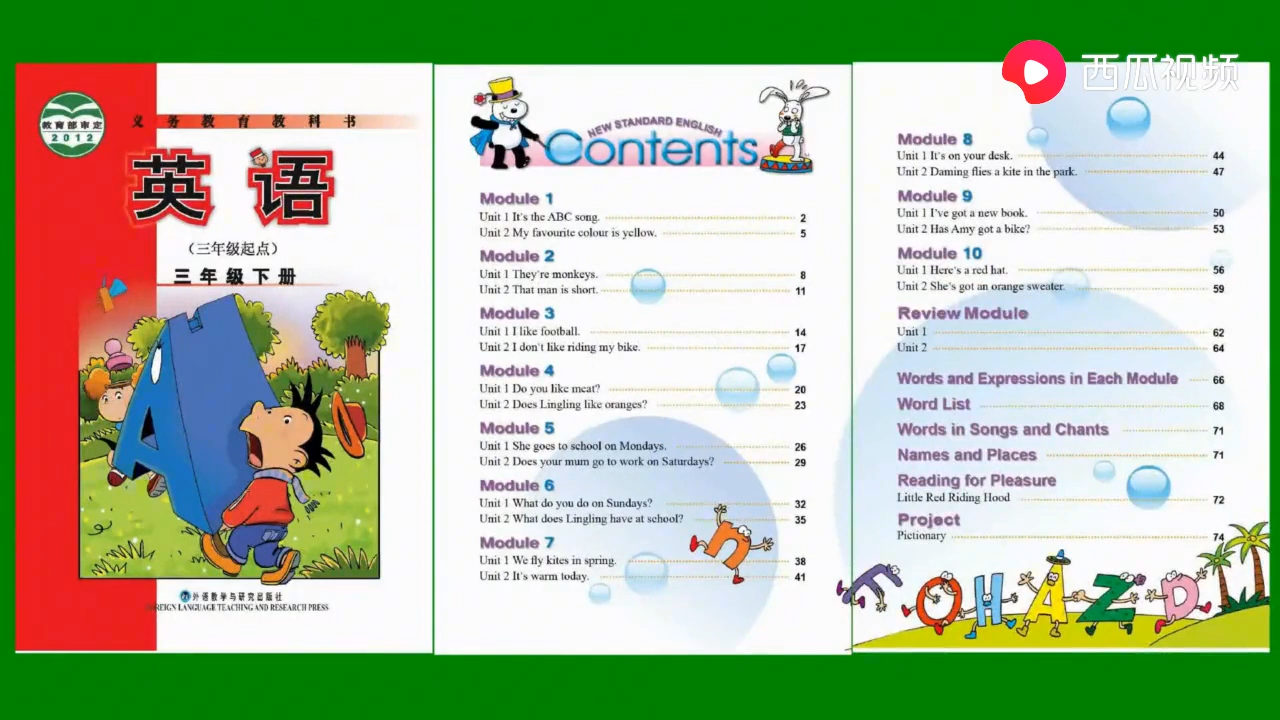 西瓜视频
教育部审定
2012
义务教育教科书
英语
（三年级起点）
三年级下册
外语教学与研究出版社
FOREIGN LANGUAGE TEACHING AND RESEARCH PRESS
NEW STANDARD ENGLISH
Contents
Module 1
Unit 1 It's the ABC song. 2
Unit 2 My favourite colour is yellow. 5
Module 2
Unit 1 They're monkeys. 8
Unit 2 That man is short. 11
Module 3
Unit 1 I like football. 14
Unit 2 I don't like riding my bike. 17
Module 4
Unit 1 Do you like meat? 20
Unit 2 Does Lingling like oranges? 23
Module 5
Unit 1 She goes to school on Mondays. 26
Unit 2 Does your mum go to work on Saturdays? 29
Module 6
Unit 1 What do you do on Sundays? 32
Unit 2 What does Lingling have at school? 35
Module 7
Unit 1 We fly kites in spring. 38
Unit 2 It's warm today. 41
Module 8
Unit 1 It's on your desk. 44
Unit 2 Daming flies a kite in the park. 47
Module 9
Unit 1 I've got a new book. 50
Unit 2 Has Amy got a bike? 53
Module 10
Unit 1 Here's a red hat. 56
Unit 2 She's got an orange sweater. 59
Review Module
Unit 1 62
Unit 2 64
Words and Expressions in Each Module 66
Word List 68
Words in Songs and Chants 71
Names and Places 71
Reading for Pleasure
Little Red Riding Hood 72
Project
Pictionary 74